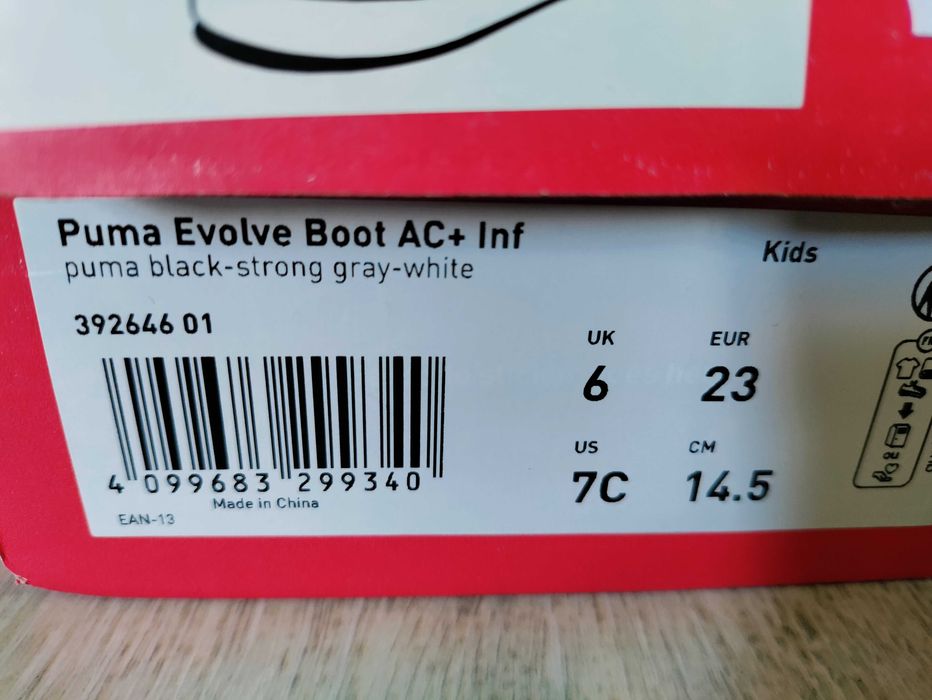 Puma Evolve Boot AC+ Inf
puma black-strong gray-white
Kids
392646 01
UK
EUR
6
23
US
CM
7C
14.5
4 099683 299340
Made in China
EAN-13
OU